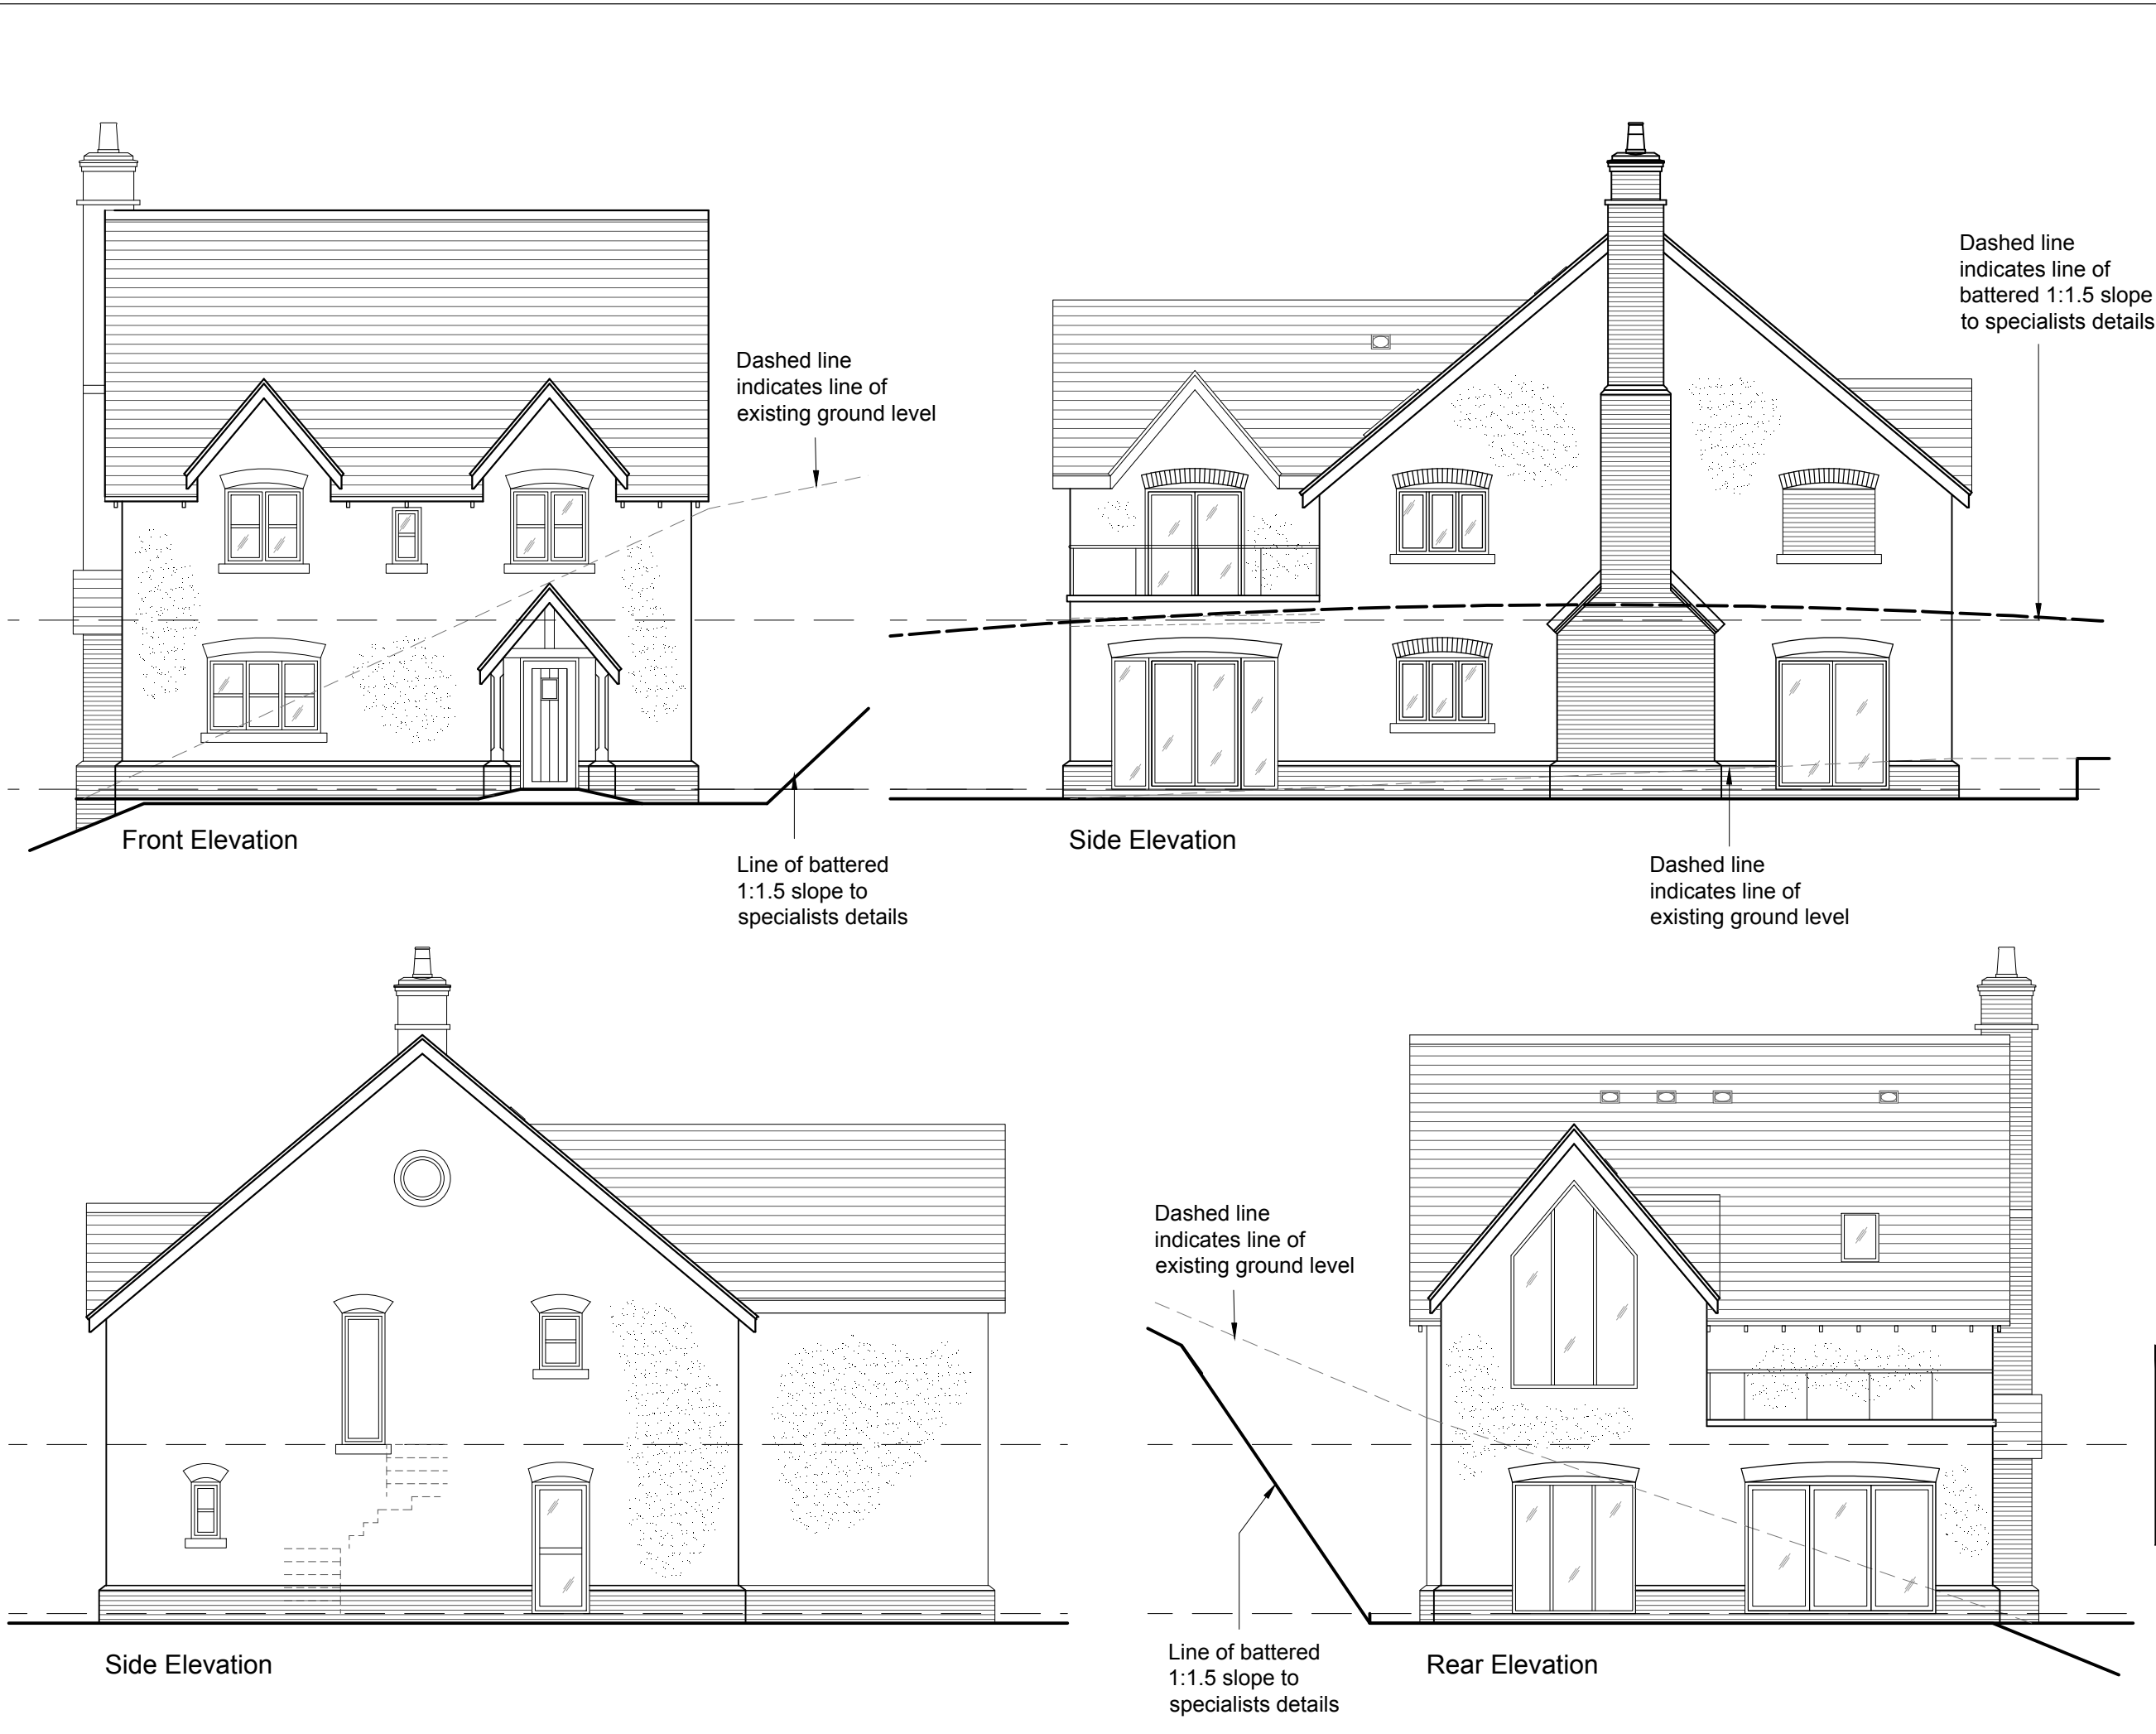 Dashed line
indicates line of
existing ground level
Dashed line
indicates line of
battered 1:1.5 slope
to specialists details
Front Elevation
Line of battered
1:1.5 slope to
specialists details
Side Elevation
Dashed line
indicates line of
existing ground level
Dashed line
indicates line of
existing ground level
Side Elevation
Line of battered
1:1.5 slope to
specialists details
Rear Elevation